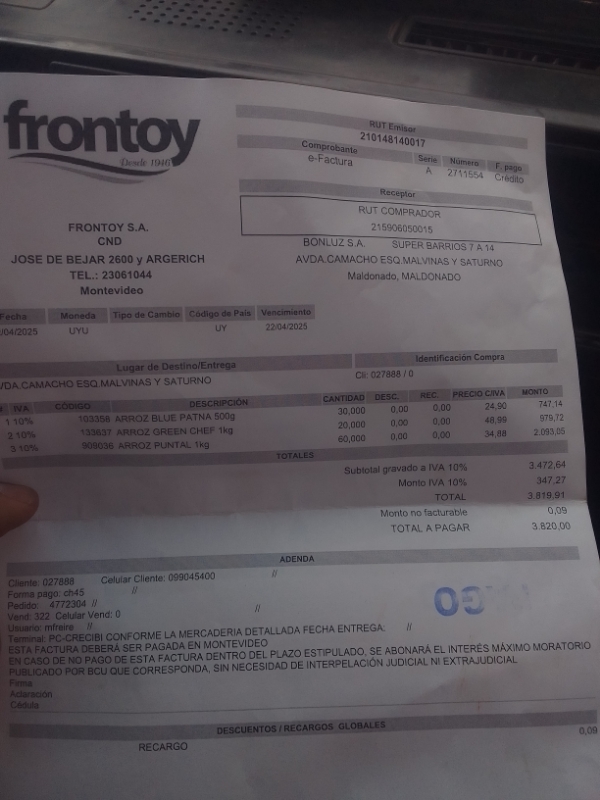 frontoy
Desde 1940
RUT Emisor
210148140017
Comprobante Serie Número F. pago
e-Factura A 2711554 Crédito
Receptor
RUT COMPRADOR
215906050015
BONLUZ S.A. SUPER BARRIOS 7 A 14
AVDA.CAMACHO ESQ.MALVINAS Y SATURNO
Maldonado, MALDONADO
FRONTOY S.A.
CND
JOSE DE BEJAR 2600 y ARGERICH
TEL.: 23061044
Montevideo
Fecha Moneda Tipo de Cambio Código de País Vencimiento
/04/2025 UYU UY 22/04/2025
Lugar de Destino/Entrega Identificación Compra
VDA.CAMACHO ESQ.MALVINAS Y SATURNO Cli: 027888 / 0
# IVA CÓDIGO DESCRIPCIÓN CANTIDAD DESC. REC. PRECIO C/IVA MONTO
1 10% 103358 ARROZ BLUE PATNA 500g 30,000 0,00 0,00 24,90 747,14
2 10% 133637 ARROZ GREEN CHEF 1kg 20,000 0,00 0,00 48,99 979,72
3 10% 908036 ARROZ PUNTAL 1kg 60,000 0,00 0,00 34,88 2.093,05
TOTALES
Subtotal gravado a IVA 10% 3.472,64
Monto IVA 10% 347,27
TOTAL 3.819,91
Monto no facturable 0,09
TOTAL A PAGAR 3.820,00
ADENDA
Cliente: 027888 Celular Cliente: 099045400 //
Forma pago: ch45 //
Pedido: 4772304 //
Vend: 322 Celular Vend: 0 //
Usuario: mfreire //
Terminal: PC-CRECIBI CONFORME LA MERCADERIA DETALLADA FECHA ENTREGA: //
ESTA FACTURA DEBERÁ SER PAGADA EN MONTEVIDEO
EN CASO DE NO PAGO DE ESTA FACTURA DENTRO DEL PLAZO ESTIPULADO, SE ABONARÁ EL INTERÉS MÁXIMO MORATORIO
PUBLICADO POR BCU QUE CORRESPONDA, SIN NECESIDAD DE INTERPELACIÓN JUDICIAL NI EXTRAJUDICIAL
Firma
Aclaración
Cédula
DESCUENTOS / RECARGOS GLOBALES
RECARGO 0,09